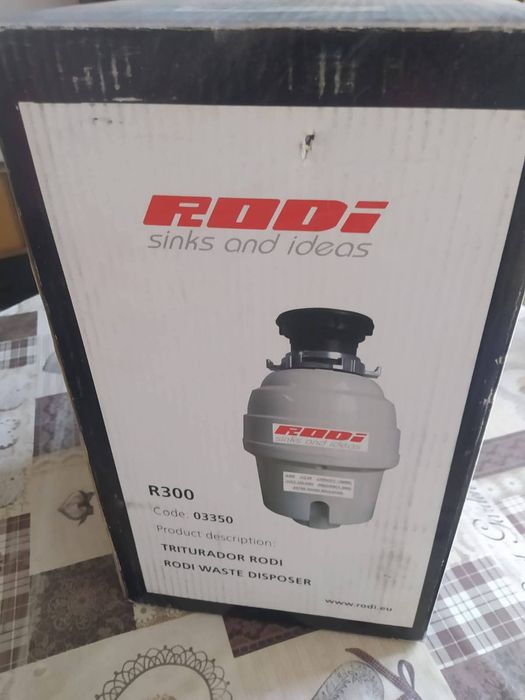 RODI
sinks and ideas
RODI
sinks and ideas
R300
Code: 03350
Product description:
TRITURADOR RODI
RODI WASTE DISPOSER
www.rodi.eu